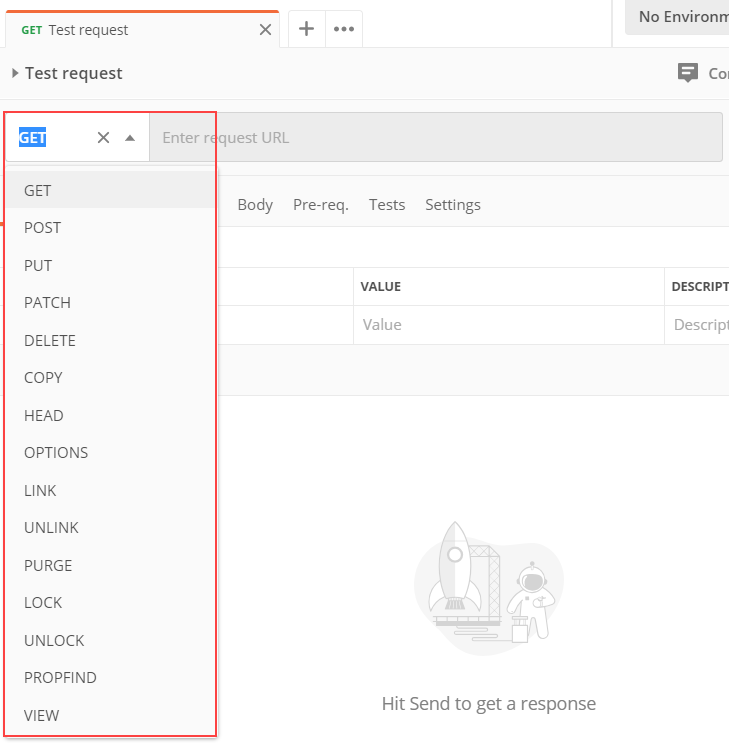 GET Test request
No Environm
Test request
Co
GET
Enter request URL
GET
POST
PUT
PATCH
DELETE
COPY
HEAD
OPTIONS
LINK
UNLINK
PURGE
LOCK
UNLOCK
PROPFIND
VIEW
Body Pre-req. Tests Settings
VALUE DESCRIPT
Value Descript
Hit Send to get a response